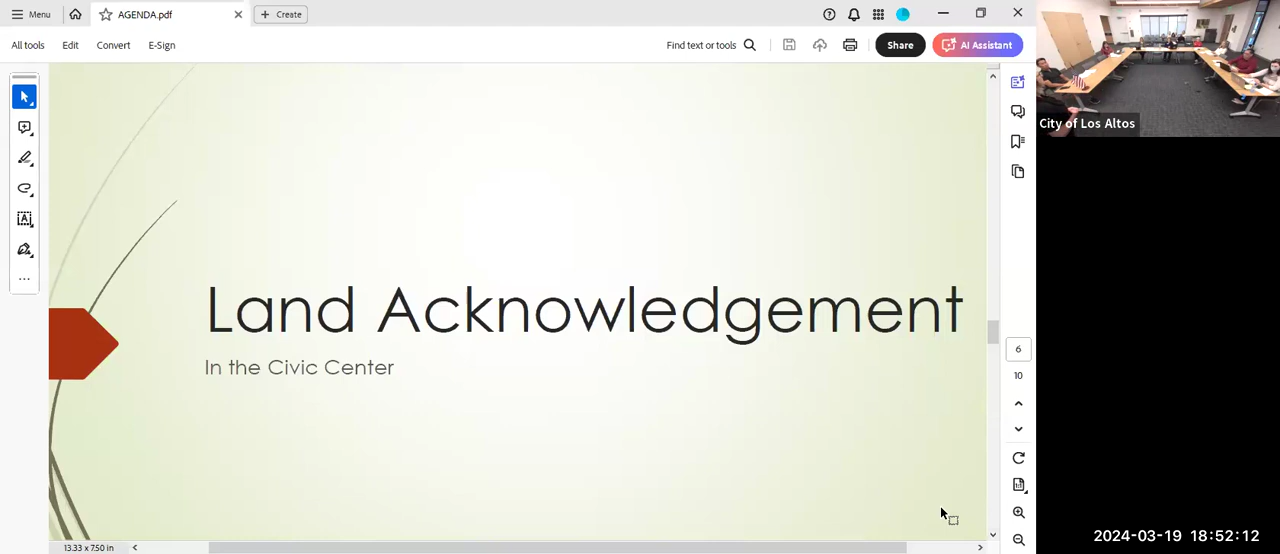 Menu
AGENDA.pdf
Create
All tools
Edit
Convert
E-Sign
Find text or tools
Share
AI Assistant
City of Los Altos
Land Acknowledgement
In the Civic Center
6
10
13.33 x 7.50 in
2024-03-19 18:52:12